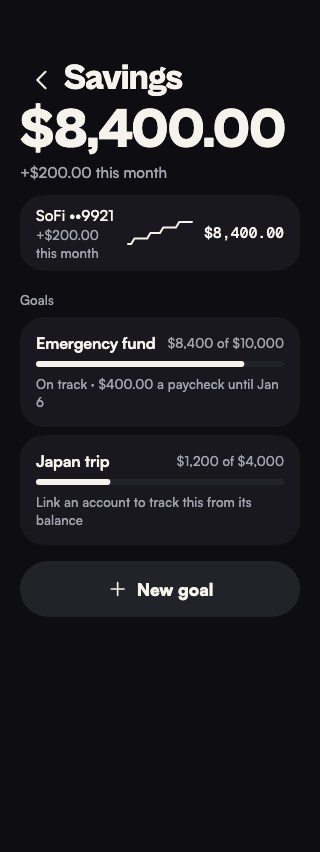 Savings
$8,400.00
+$200.00 this month
SoFi ••9921
+$200.00
this month
$8,400.00
Goals
Emergency fund $8,400 of $10,000
On track · $400.00 a paycheck until Jan
6
Japan trip $1,200 of $4,000
Link an account to track this from its
balance
+ New goal